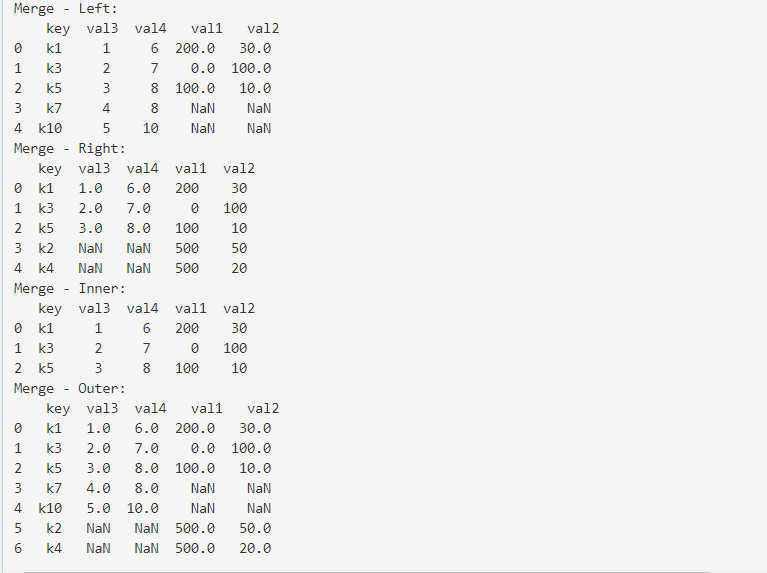 Merge - Left:
    key  val3  val4   val1   val2
0   k1     1     6  200.0   30.0
1   k3     2     7    0.0  100.0
2   k5     3     8  100.0   10.0
3   k7     4     8    NaN    NaN
4  k10     5    10    NaN    NaN
Merge - Right:
   key  val3  val4  val1  val2
0  k1   1.0   6.0   200    30
1  k3   2.0   7.0     0   100
2  k5   3.0   8.0   100    10
3  k2   NaN   NaN   500    50
4  k4   NaN   NaN   500    20
Merge - Inner:
   key  val3  val4  val1  val2
0  k1     1     6   200    30
1  k3     2     7     0   100
2  k5     3     8   100    10
Merge - Outer:
    key  val3  val4   val1   val2
0   k1   1.0   6.0  200.0   30.0
1   k3   2.0   7.0    0.0  100.0
2   k5   3.0   8.0  100.0   10.0
3   k7   4.0   8.0    NaN    NaN
4  k10   5.0  10.0    NaN    NaN
5   k2   NaN   NaN  500.0   50.0
6   k4   NaN   NaN  500.0   20.0